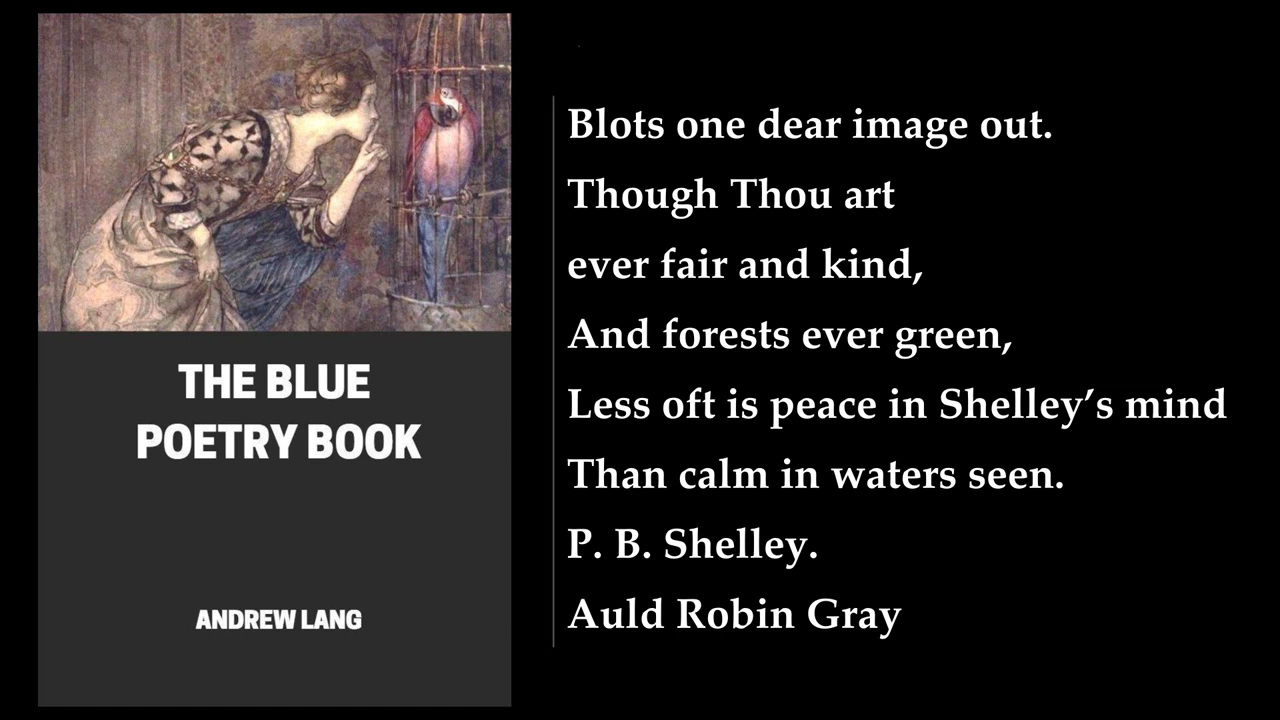 THE BLUE
POETRY BOOK
ANDREW LANG
Blots one dear image out.
Though Thou art
ever fair and kind,
And forests ever green,
Less oft is peace in Shelley’s mind
Than calm in waters seen.
P. B. Shelley.
Auld Robin Gray